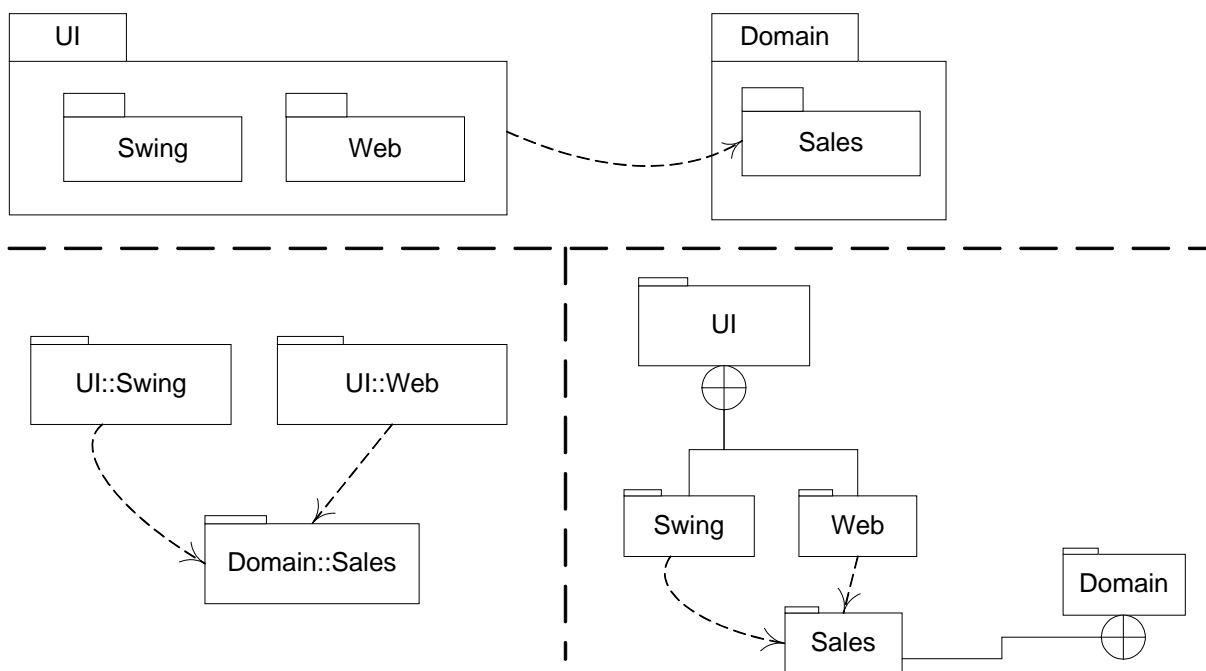 UI
Domain
Swing
Web
Sales
UI::Swing
UI::Web
Domain::Sales
UI
Swing
Web
Domain
Sales